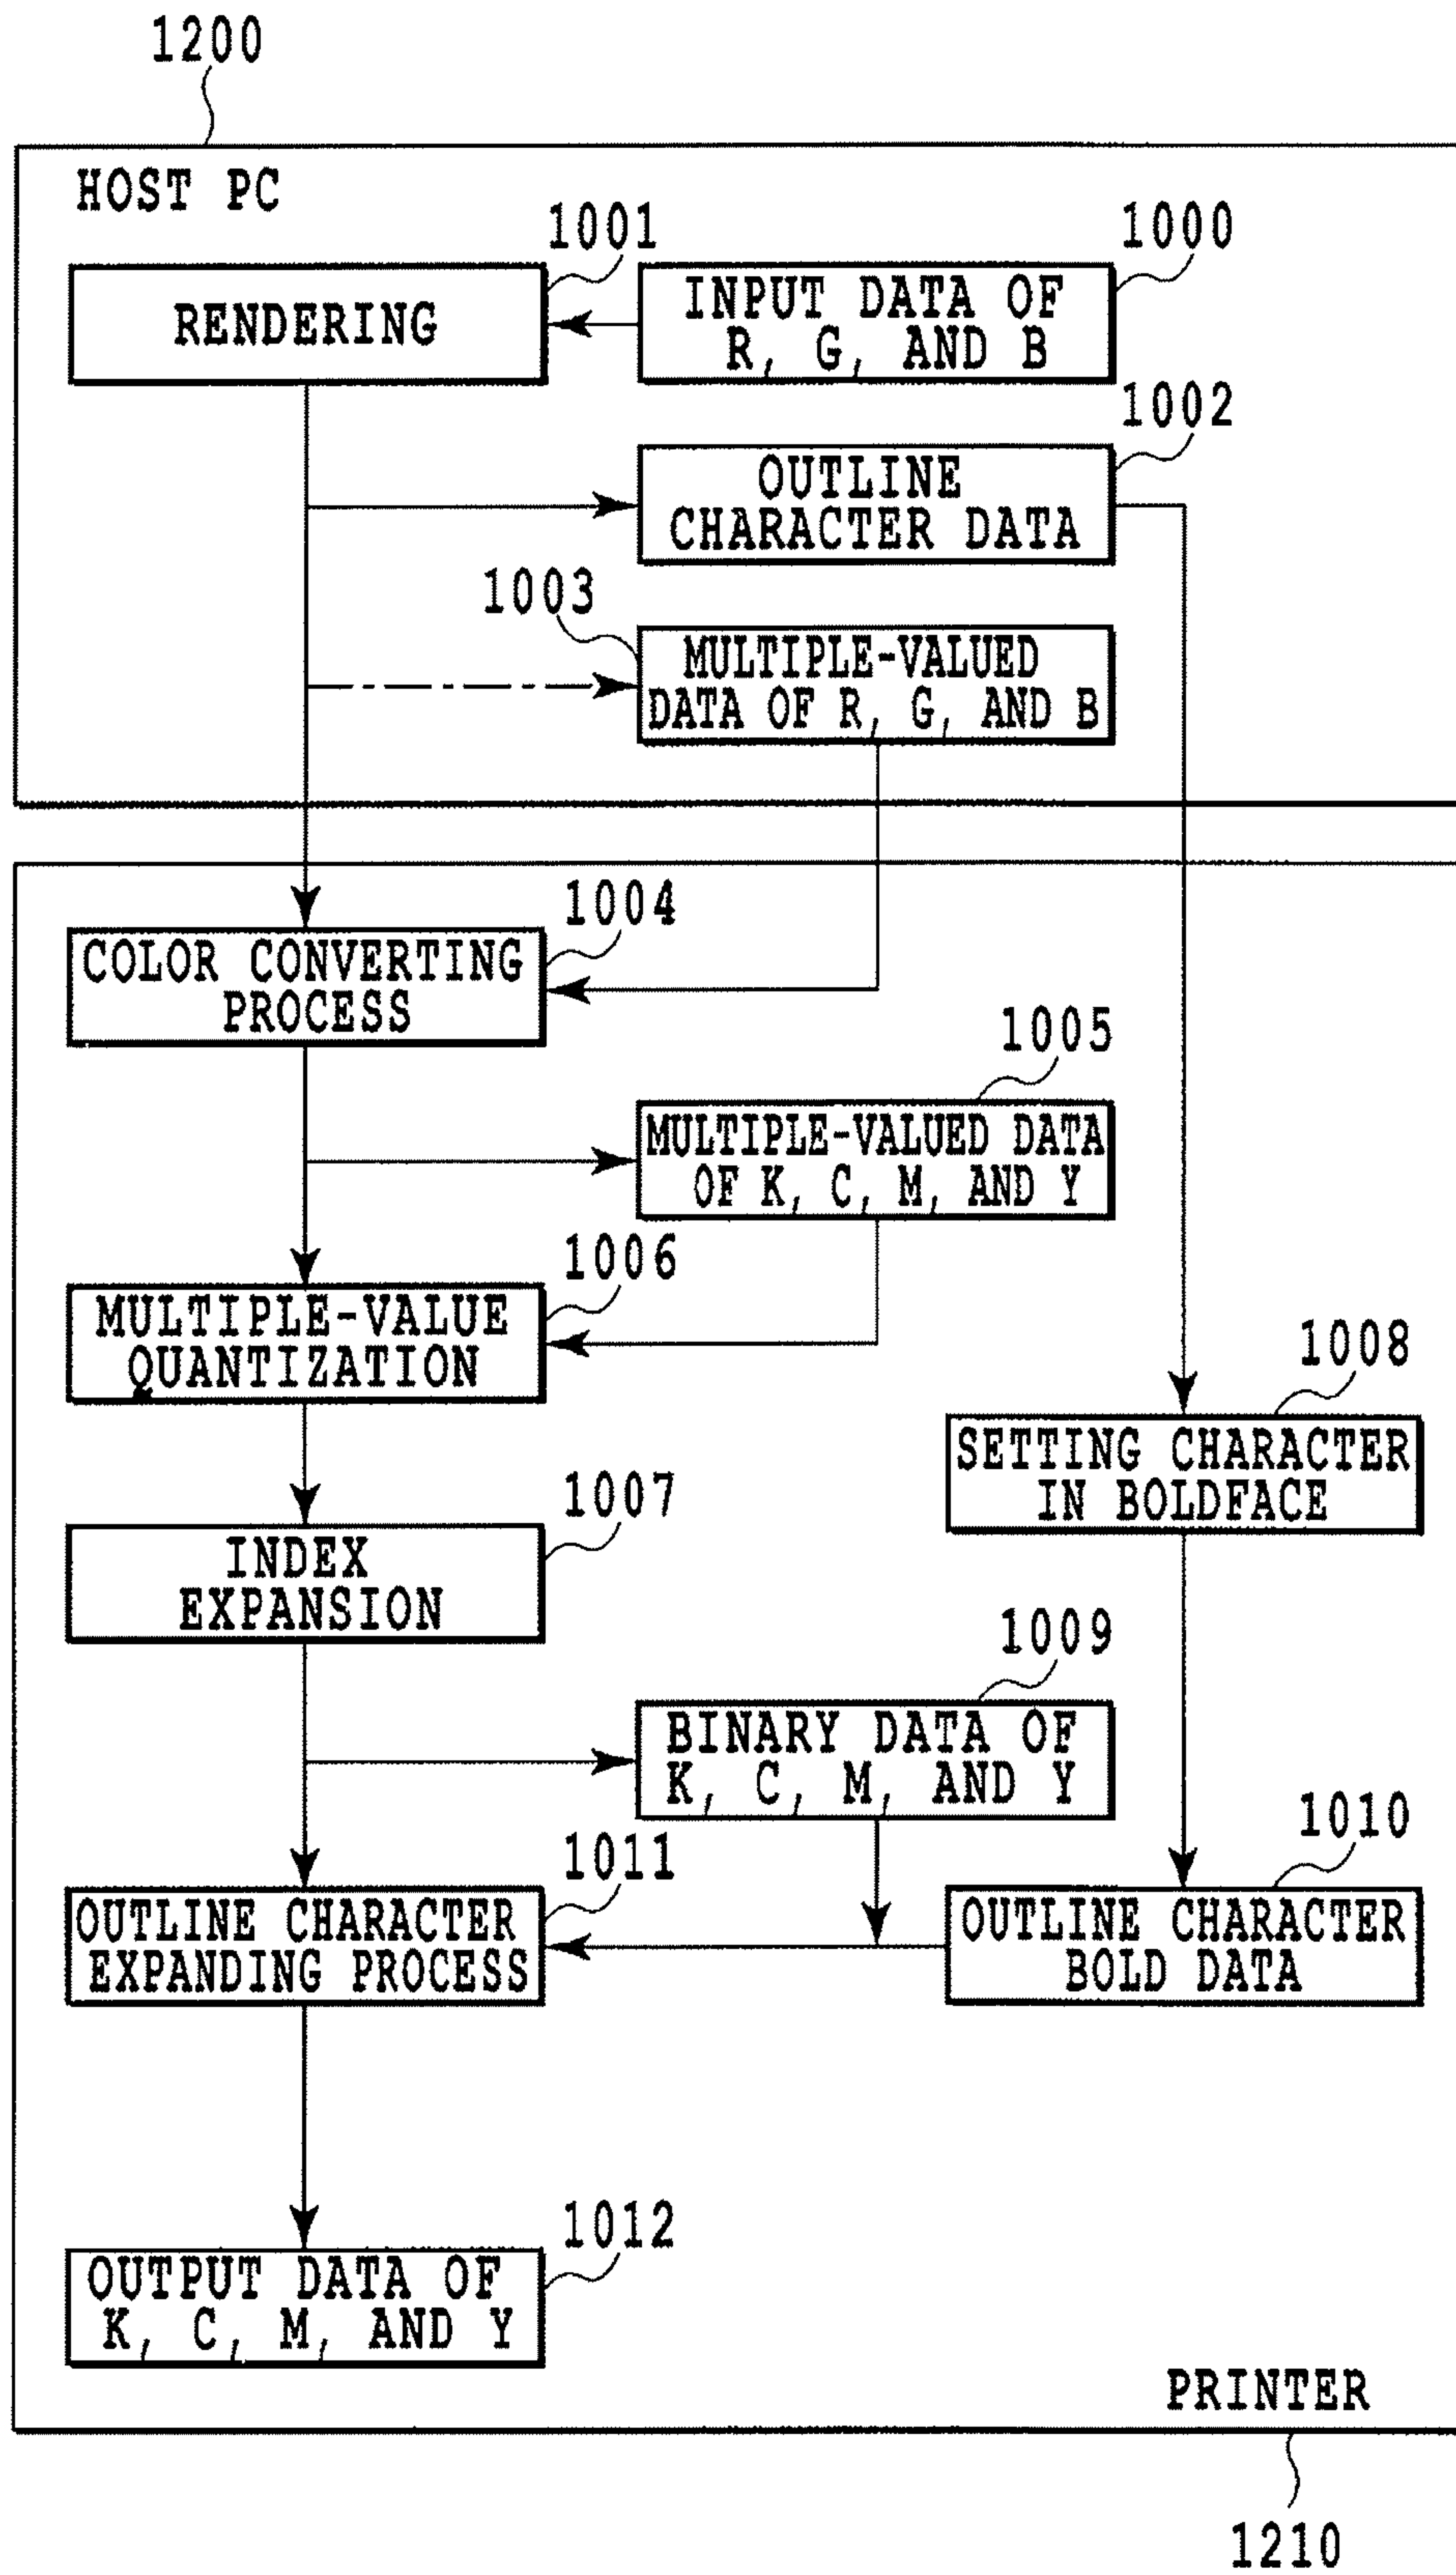 1200
HOST PC
1001
1000
RENDERING
INPUT DATA OF
R, G, AND B
1002
OUTLINE
CHARACTER DATA
1003
MULTIPLE-VALUED
DATA OF R, G, AND B
1004
COLOR CONVERTING
PROCESS
1005
MULTIPLE-VALUED DATA
OF K, C, M, AND Y
1006
MULTIPLE-VALUE
QUANTIZATION
1008
SETTING CHARACTER
IN BOLDFACE
1007
INDEX
EXPANSION
1009
BINARY DATA OF
K, C, M, AND Y
1010
OUTLINE CHARACTER
BOLD DATA
1011
OUTLINE CHARACTER
EXPANDING PROCESS
1012
OUTPUT DATA OF
K, C, M, AND Y
PRINTER
1210